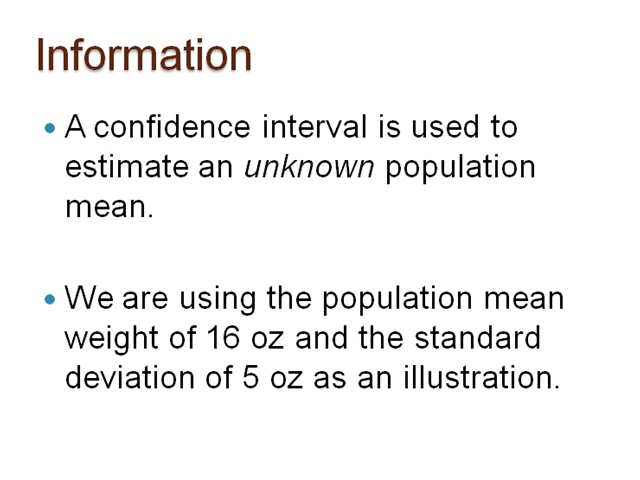 Information
• A confidence interval is used to
estimate an unknown population
mean.
• We are using the population mean
weight of 16 oz and the standard
deviation of 5 oz as an illustration.